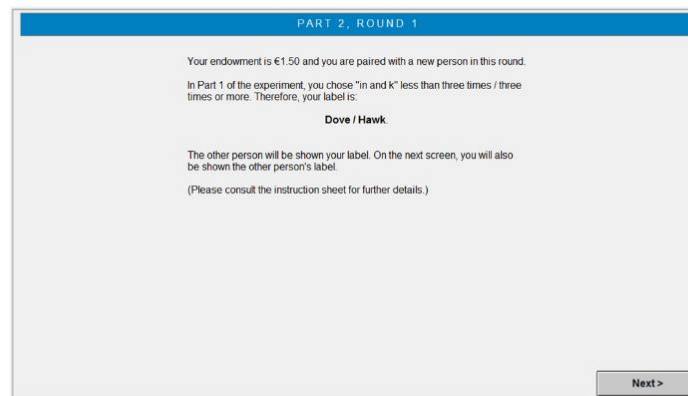 PART 2, ROUND 1
Your endowment is €1.50 and you are paired with a new person in this round.
In Part 1 of the experiment, you chose "in and k" less than three times / three
times or more. Therefore, your label is:
Dove / Hawk.
The other person will be shown your label. On the next screen, you will also
be shown the other person's label.
(Please consult the instruction sheet for further details.)
Next >